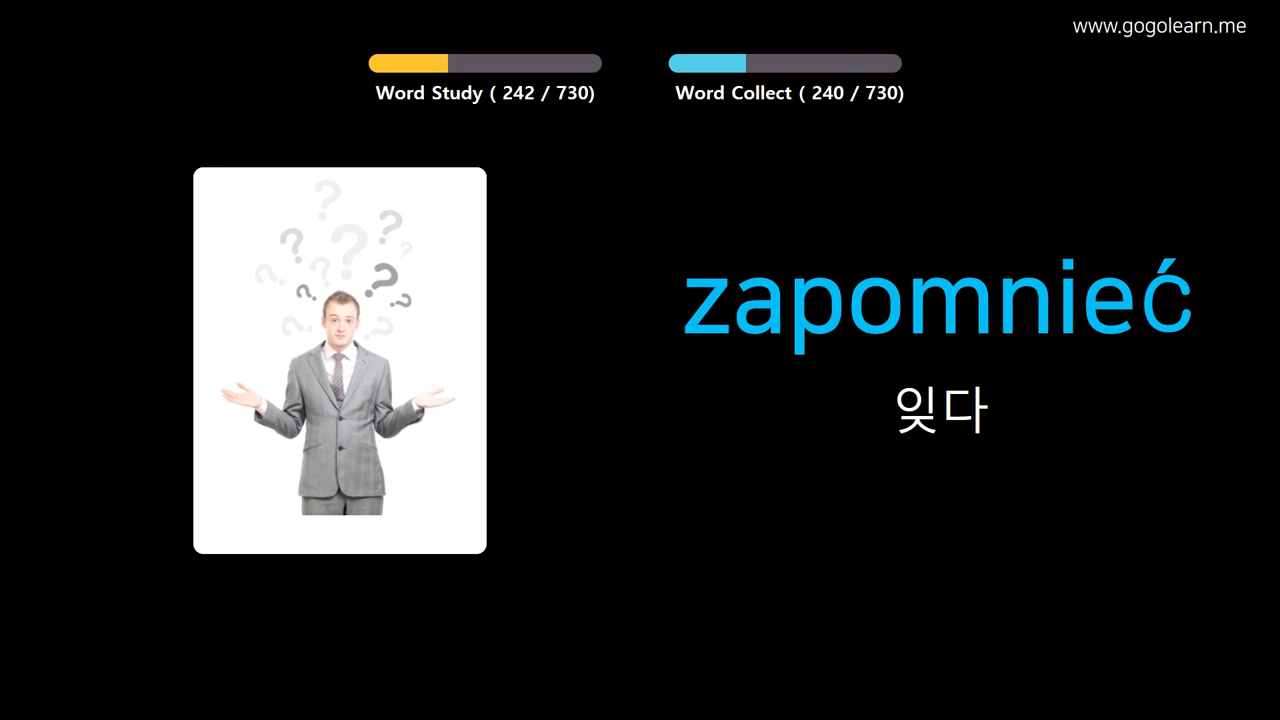 www.gogolearn.me
Word Study ( 242 / 730)
Word Collect ( 240 / 730)
zapomnieć
잊다